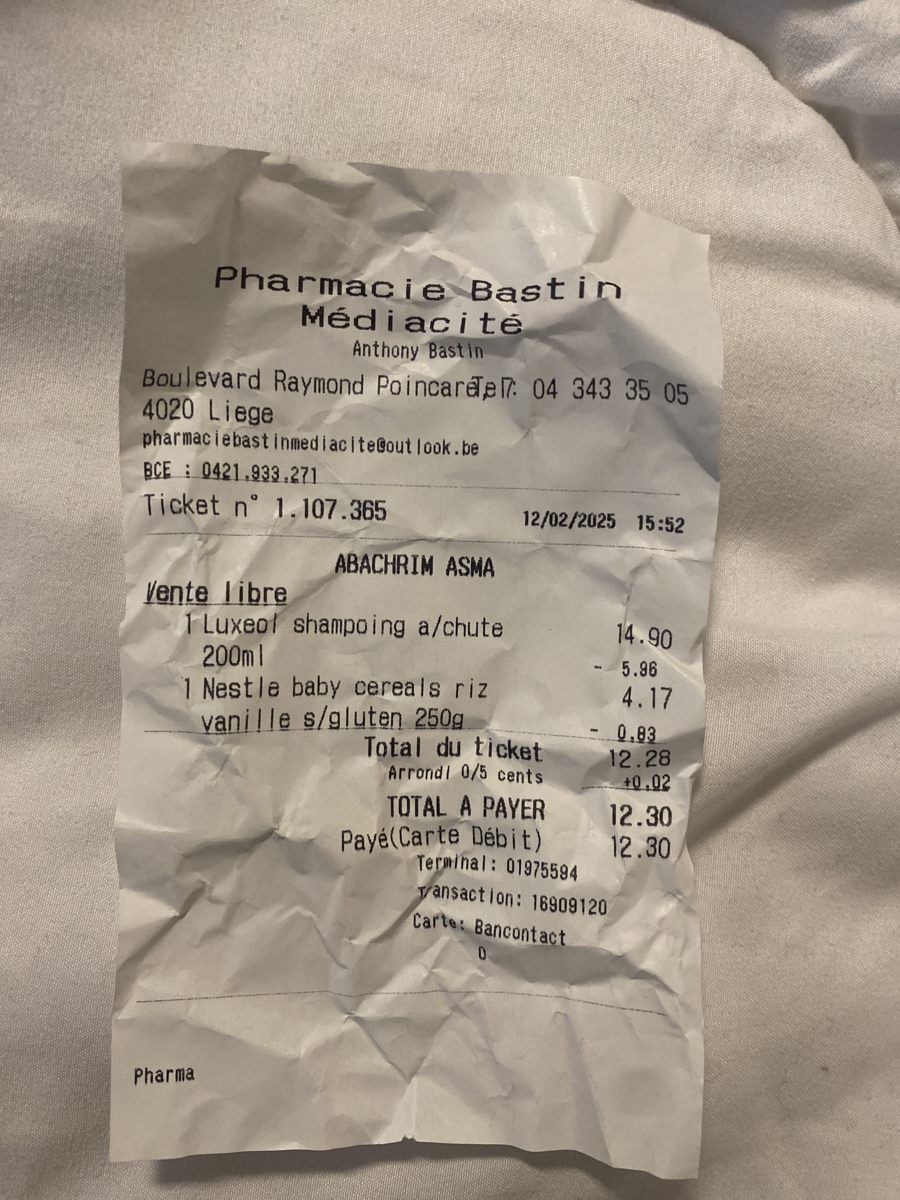 Pharmacie Bastin
Médiacité
Anthony Bastin
Boulevard Raymond Poincaré, 7 Tel : 04 343 35 05
4020 Liege
pharmaciebastinmediacite@outlook.be
BCE : 0421.933.271
Ticket n° 1.107.365 12/02/2025 15:52
ABACHRIM ASMA
Vente libre
1 Luxeol shampoing a/chute 14.90
200ml - 5.96
1 Nestle baby cereals riz 4.17
vanille s/gluten 250g - 0.83
Total du ticket 12.28
Arrondi 0/5 cents +0.02
TOTAL A PAYER 12.30
Payé(Carte Débit) 12.30
Terminal: 01975594
Transaction: 16909120
Carte: Bancontact
0
Pharma